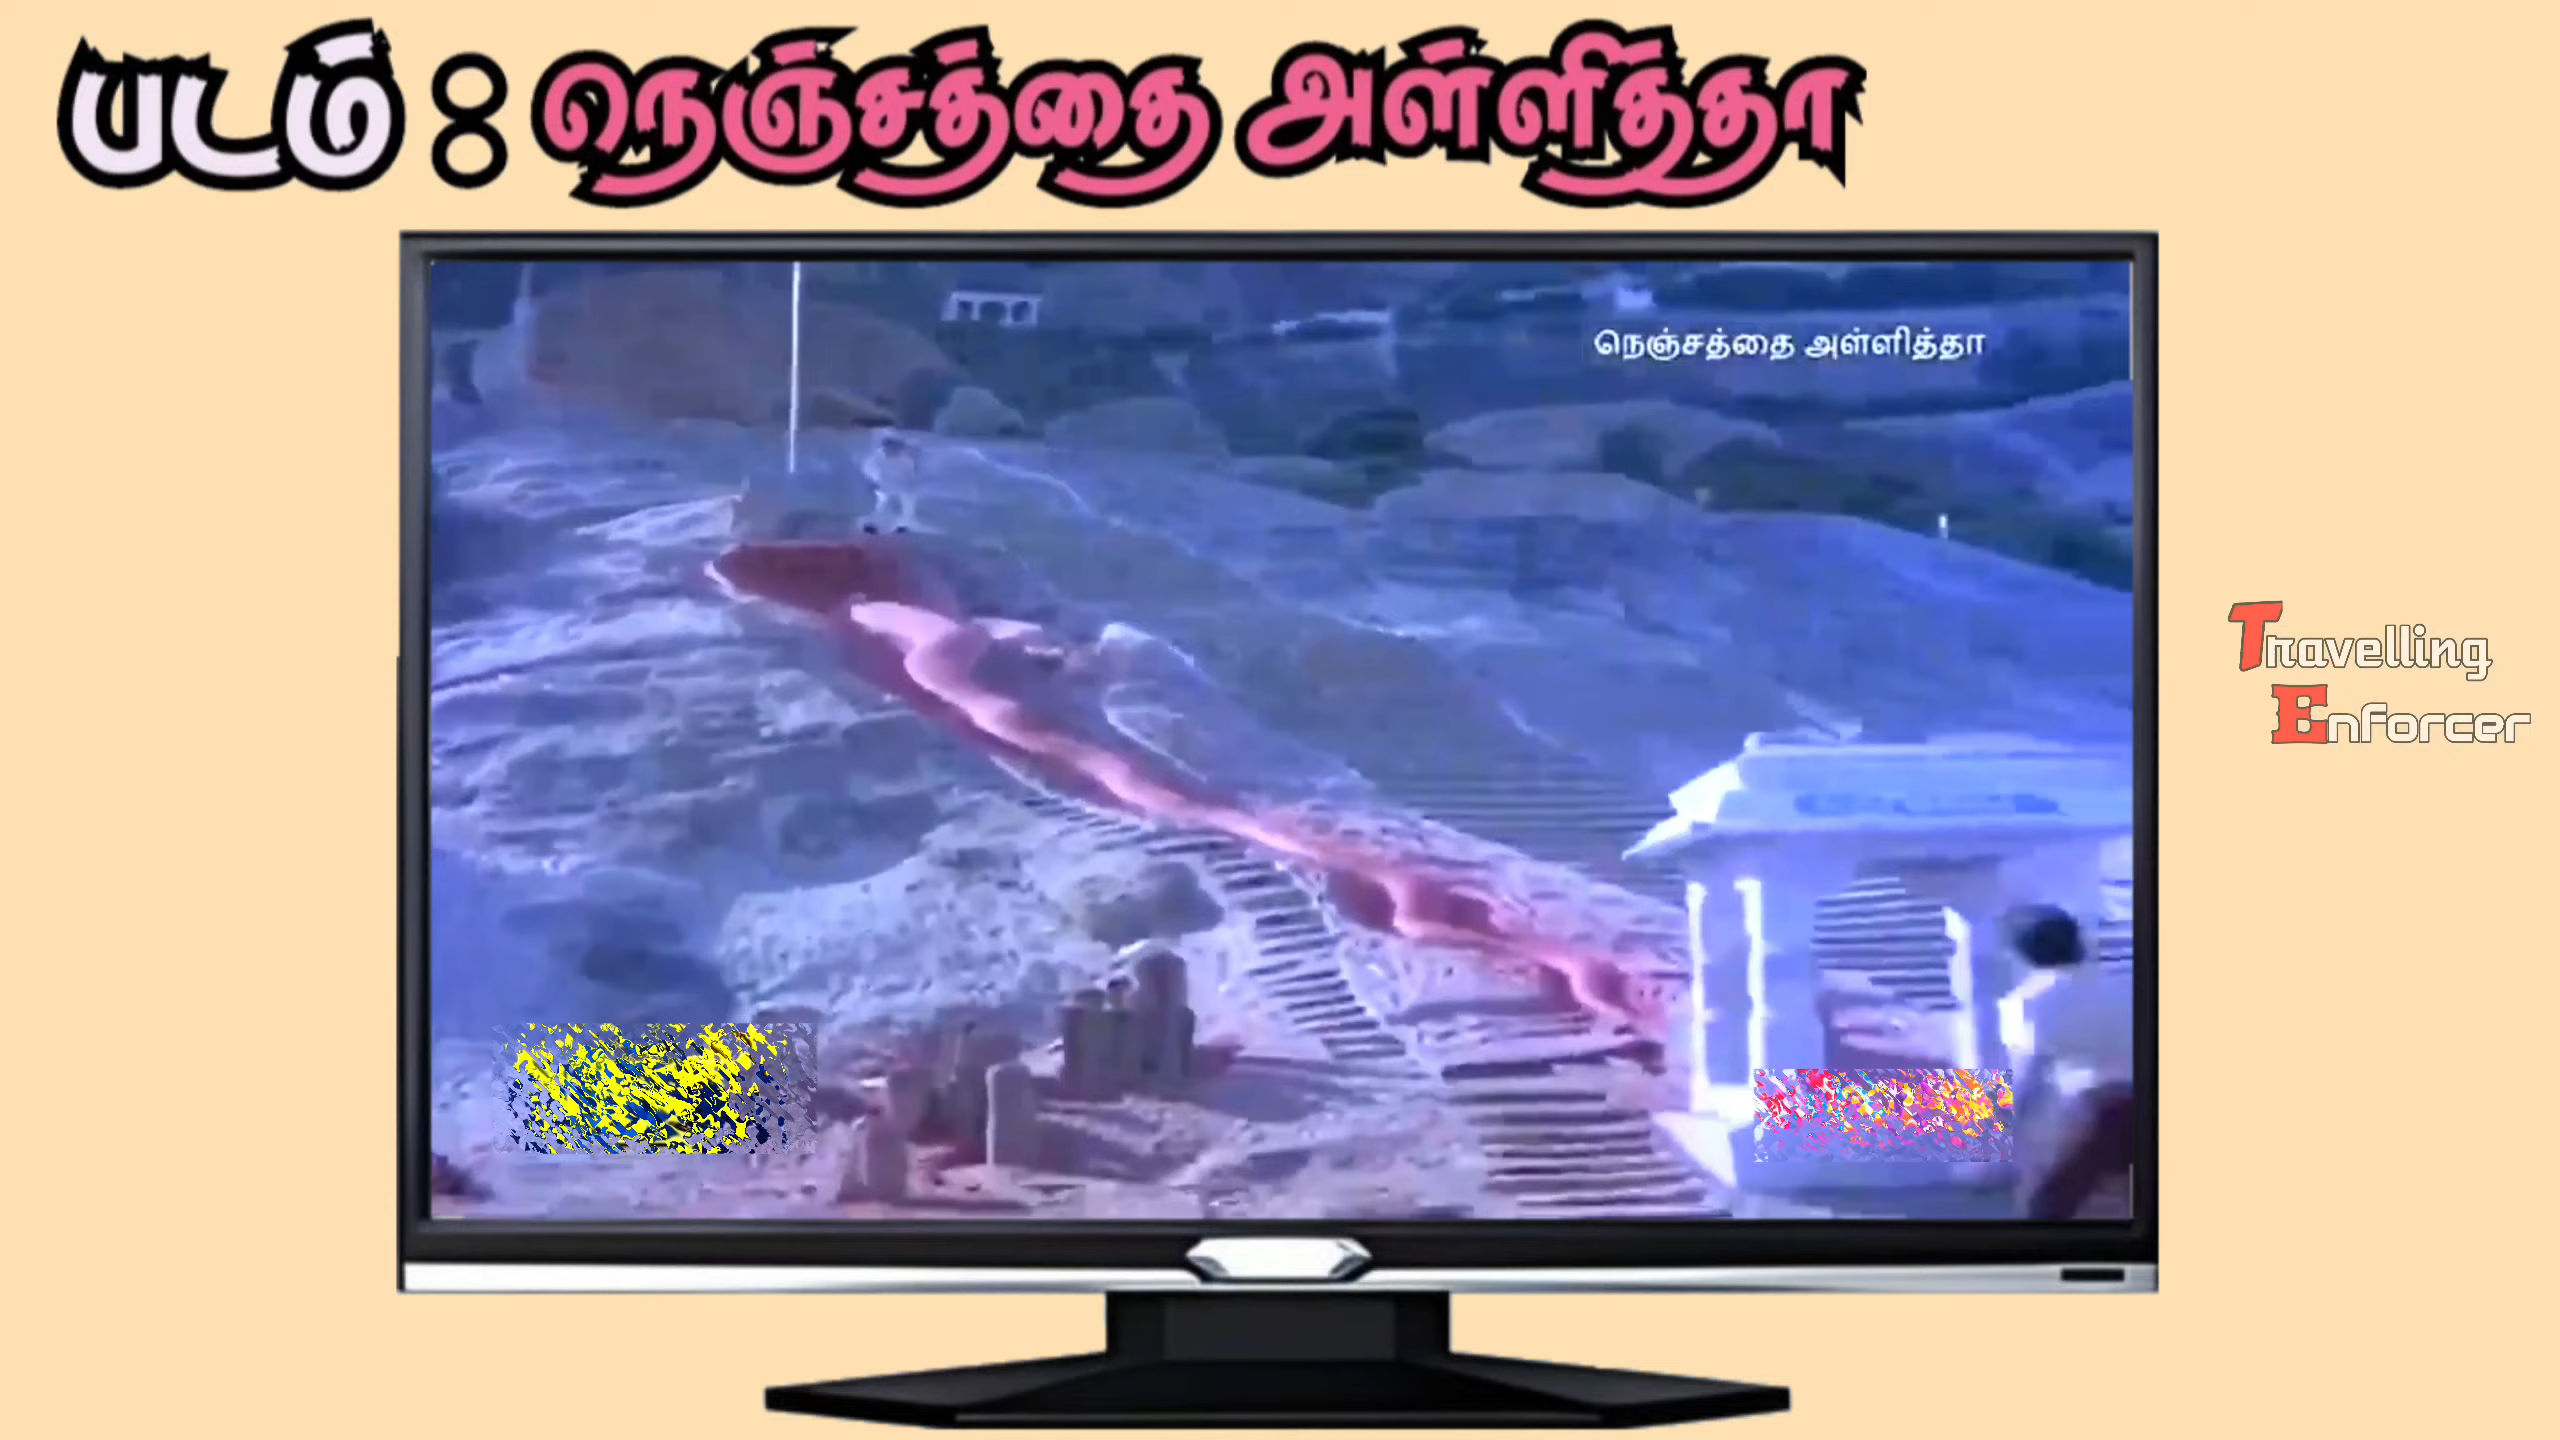 படம் : நெஞ்சத்தை அள்ளித்தா
நெஞ்சத்தை அள்ளித்தா
Travelling
Enforcer